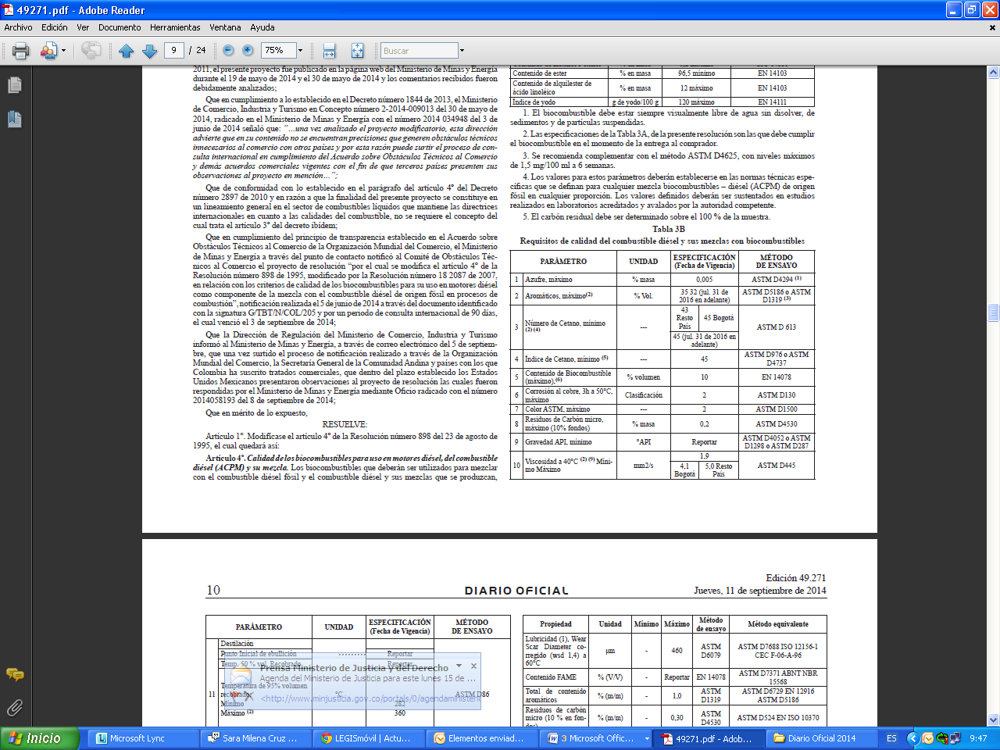 49271.pdf - Adobe Reader
Archivo Edición Ver Documento Herramientas Ventana Ayuda
9 / 24 75% Buscar
2011, el presente proyecto fue publicado en la página web del Ministerio de Minas y Energía
durante el 19 de mayo de 2014 y el 30 de mayo de 2014 y los comentarios recibidos fueron
debidamente analizados;
Que en cumplimiento a lo establecido en el Decreto número 1844 de 2013, el Ministerio
de Comercio, Industria y Turismo en Concepto número 2-2014-009013 del 30 de mayo de
2014, radicado en el Ministerio de Minas y Energía con el número 2014 034948 del 3 de
junio de 2014 señaló que: “...una vez analizado el proyecto modificatorio, esta dirección
advierte que en su contenido no se encuentran precisiones que generen obstáculos técnicos
innecesarios al comercio con otros países y por esta razón puede surtir el proceso de con-
sulta internacional en cumplimiento del Acuerdo sobre Obstáculos Técnicos al Comercio
y demás acuerdos comerciales vigentes con el fin de que terceros países presenten sus
observaciones al proyecto en mención...”;
Que de conformidad con lo establecido en el parágrafo del artículo 4° del Decreto
número 2897 de 2010 y en razón a que la finalidad del presente proyecto se constituye en
un lineamiento general en el sector de combustibles líquidos que mantiene las directrices
internacionales en cuanto a las calidades del combustible, no se requiere el concepto del
cual trata el artículo 3° del decreto ibídem;
Que en cumplimiento del principio de transparencia establecido en el Acuerdo sobre
Obstáculos Técnicos al Comercio de la Organización Mundial del Comercio, el Ministerio
de Minas y Energía a través del punto de contacto notificó al Comité de Obstáculos Téc-
nicos al Comercio el proyecto de resolución “por el cual se modifica el artículo 4° de la
Resolución número 898 de 1995, modificado por la Resolución número 18 2087 de 2007,
en relación con los criterios de calidad de los biocombustibles para su uso en motores diésel
como componente de la mezcla con el combustible diésel de origen fósil en procesos de
combustión”, notificación realizada el 5 de junio de 2014 a través del documento identificado
con la signatura G/TBT/N/COL/205 y por un periodo de consulta internacional de 90 días,
el cual venció el 3 de septiembre de 2014;
Que la Dirección de Regulación del Ministerio de Comercio, Industria y Turismo
informó al Ministerio de Minas y Energía, a través de correo electrónico del 5 de septiem-
bre, que una vez surtido el proceso de notificación realizado a través de la Organización
Mundial del Comercio, la Secretaría General de la Comunidad Andina y países con los que
Colombia ha suscrito tratados comerciales, que dentro del plazo establecido los Estados
Unidos Mexicanos presentaron observaciones al proyecto de resolución las cuales fueron
respondidas por el Ministerio de Minas y Energía mediante Oficio radicado con el número
2014058193 del 8 de septiembre de 2014;
Que en mérito de lo expuesto,
RESUELVE:
Artículo 1°. Modifícase el artículo 4° de la Resolución número 898 del 23 de agosto de
1995, el cual quedará así:
Artículo 4°. Calidad de los biocombustibles para uso en motores diésel, del combustible
diésel (ACPM) y su mezcla. Los biocombustibles que deberán ser utilizados para mezclar
con el combustible diésel fósil y el combustible diésel y sus mezclas que se produzcan,
Contenido de ester % en masa 96,5 mínimo EN 14103
Contenido de alquilester de ácido linoléico % en masa 12 máximo EN 14103
Índice de yodo g de yodo/100 g 120 máximo EN 14111
1. El biocombustible debe estar siempre visualmente libre de agua sin disolver, de
sedimentos y de partículas suspendidas.
2. Las especificaciones de la Tabla 3A, de la presente resolución son las que debe cumplir
el biocombustible en el momento de la entrega al comprador.
3. Se recomienda complementar con el método ASTM D4625, con niveles máximos
de 1,5 mg/100 ml a 6 semanas.
4. Los valores para estos parámetros deberán establecerse en las normas técnicas espe-
cíficas que se definan para cualquier mezcla biocombustibles – diésel (ACPM) de origen
fósil en cualquier proporción. Los valores definidos deberán ser sustentados en estudios
realizados en laboratorios acreditados y avalados por la autoridad competente.
5. El carbón residual debe ser determinado sobre el 100 % de la muestra.
Tabla 3B
Requisitos de calidad del combustible diésel y sus mezclas con biocombustibles
PARÁMETRO UNIDAD ESPECIFICACIÓN (Fecha de Vigencia) MÉTODO DE ENSAYO
1 Azufre, máximo % masa 0,005 ASTM D4294 (1)
2 Aromáticos, máximo(2) % Vol. 35 32 (jul. 31 de 2016 en adelante) ASTM D5186 o ASTM D1319 (3)
3 Número de Cetano, mínimo (2) (4) --- 43 Resto País 45 Bogotá 45 (jul. 31 de 2016 en adelante) ASTM D 613
4 Índice de Cetano, mínimo (5) --- 45 ASTM D976 o ASTM D4737
5 Contenido de Biocombustible (máximo),(6) % volumen 10 EN 14078
6 Corrosión al cobre, 3h a 50°C, máximo Clasificación 2 ASTM D130
7 Color ASTM, máximo --- 2 ASTM D1500
8 Residuos de Carbón micro, máximo (10% fondos) % masa 0,2 ASTM D4530
9 Gravedad API, mínimo °API Reportar ASTM D4052 o ASTM D1298 o ASTM D287
10 Viscosidad a 40°C (2) (9) Míni-mo Máximo mm2/s 1,9 4,1 Bogotá 5,0 Resto País ASTM D445
Edición 49.271
10 DIARIO OFICIAL Jueves, 11 de septiembre de 2014
PARÁMETRO UNIDAD ESPECIFICACIÓN (Fecha de Vigencia) MÉTODO DE ENSAYO
Destilación
Punto Inicial de ebullición Reportar
Temp. 50 % vol. Recobrado Reportar
11 Temperatura de 95% volumen recobrado: °C ASTM D86
Mínimo 282
Máximo (2) 360
Prensa Ministerio de Justicia y del Derecho
Agenda del Ministerio de Justicia para este lunes 15 de ...
<http://www.minjusticia.gov.co/portals/0/agendaministeri
Propiedad Unidad Mínimo Máximo Método de ensayo Método equivalente
Lubricidad (1), Wear Scar Diameter co-rregido (wsd 1,4) a 60°C µm - 460 ASTM D6079 ASTM D7688 ISO 12156-1 CEC F-06-A-96
Contenido FAME % (V/V) - Reportar EN 14078 ASTM D7371 ABNT NBR 15568
Total de contenido aromáticos % (m/m) - 1,0 ASTM D1319 ASTM D6729 EN 12916 ASTM D5186
Residuos de carbón micro (10 % en fon- % (m/m) - 0,30 ASTM D4530 ASTM D524 EN ISO 10370
Inicio Microsoft Lync Sara Milena Cruz ... LEGISmóvil | Actu... Elementos enviad... 3 Microsoft Offic... 49271.pdf - Adob... Diario Oficial 2014 ES 9:47